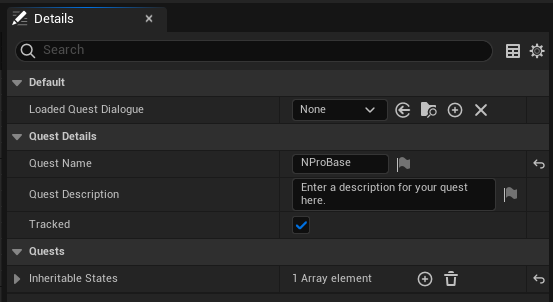 Details
Search
Default
Loaded Quest Dialogue None
Quest Details
Quest Name NProBase
Quest Description Enter a description for your quest
here.
Tracked
Quests
Inheritable States 1 Array element